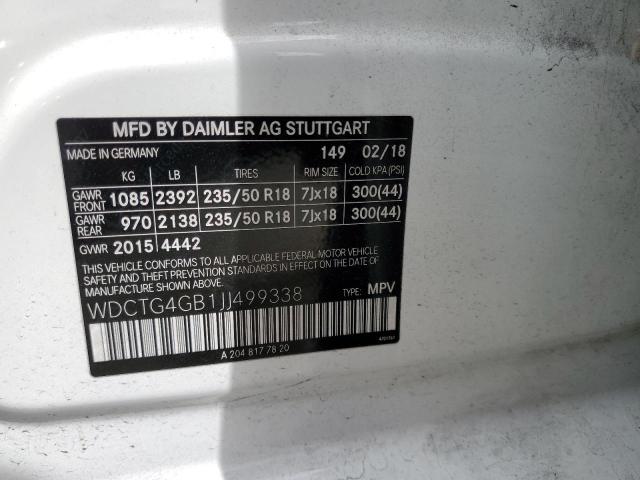 MFD BY DAIMLER AG STUTTGART
MADE IN GERMANY 149 02/18
KG LB TIRES RIM SIZE COLD KPA (PSI)
GAWR FRONT 1085 2392 235/50 R18 7Jx18 300(44)
GAWR REAR 970 2138 235/50 R18 7Jx18 300(44)
GVWR 2015 4442
THIS VEHICLE CONFORMS TO ALL APPLICABLE FEDERAL MOTOR VEHICLE
SAFETY AND THEFT PREVENTION STANDARDS IN EFFECT ON THE DATE OF
MANUFACTURE SHOWN ABOVE.
WDCTG4GB1JJ499338 TYPE: MPV
A 204 817 78 20